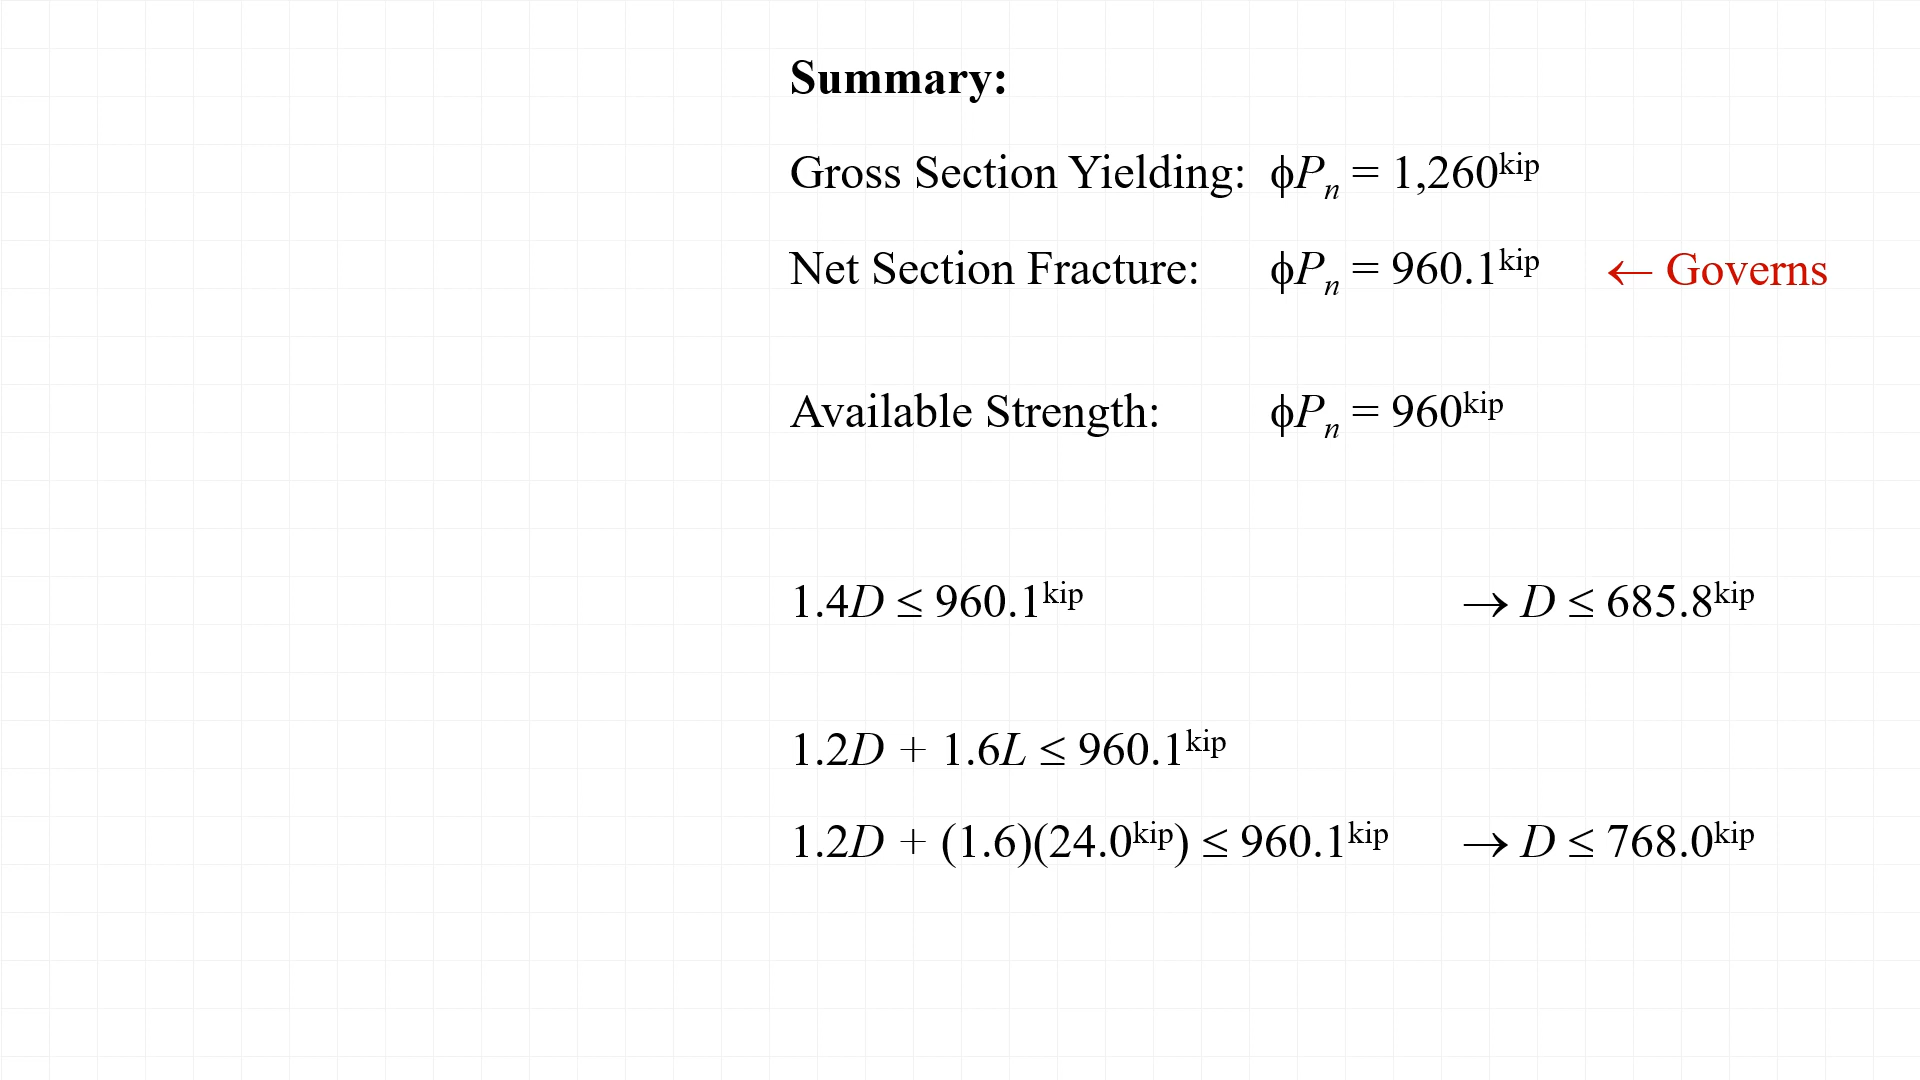 Summary:
Gross Section Yielding: ϕPn = 1,260kip
Net Section Fracture: ϕPn = 960.1kip ← Governs
Available Strength: ϕPn = 960kip
1.4D ≤ 960.1kip → D ≤ 685.8kip
1.2D + 1.6L ≤ 960.1kip
1.2D + (1.6)(24.0kip) ≤ 960.1kip → D ≤ 768.0kip